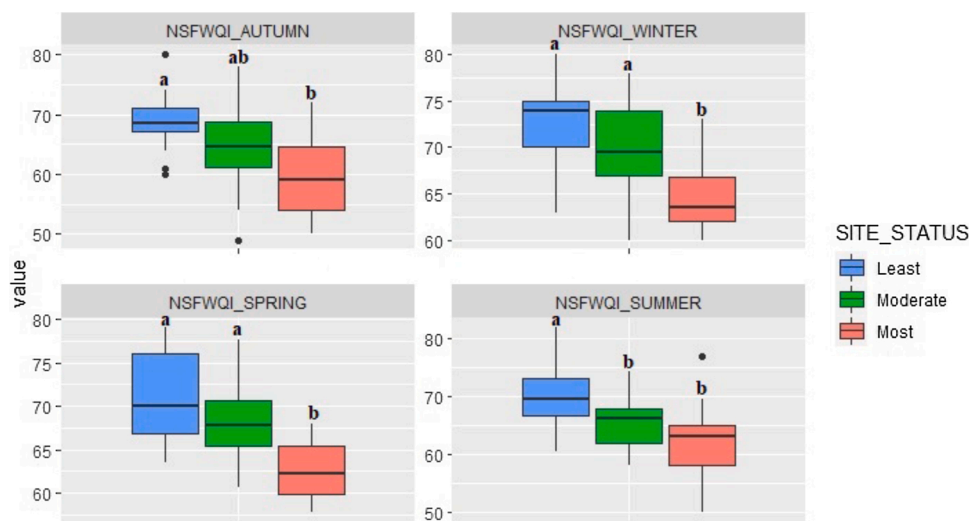 NSFWQI_AUTUMN
NSFWQI_WINTER
80
70
60
50
a
ab
b
80
75
70
65
60
a
a
b
value
NSFWQI_SPRING
NSFWQI_SUMMER
80
75
70
65
60
a
a
b
80
70
60
50
a
b
b
SITE_STATUS
Least
Moderate
Most